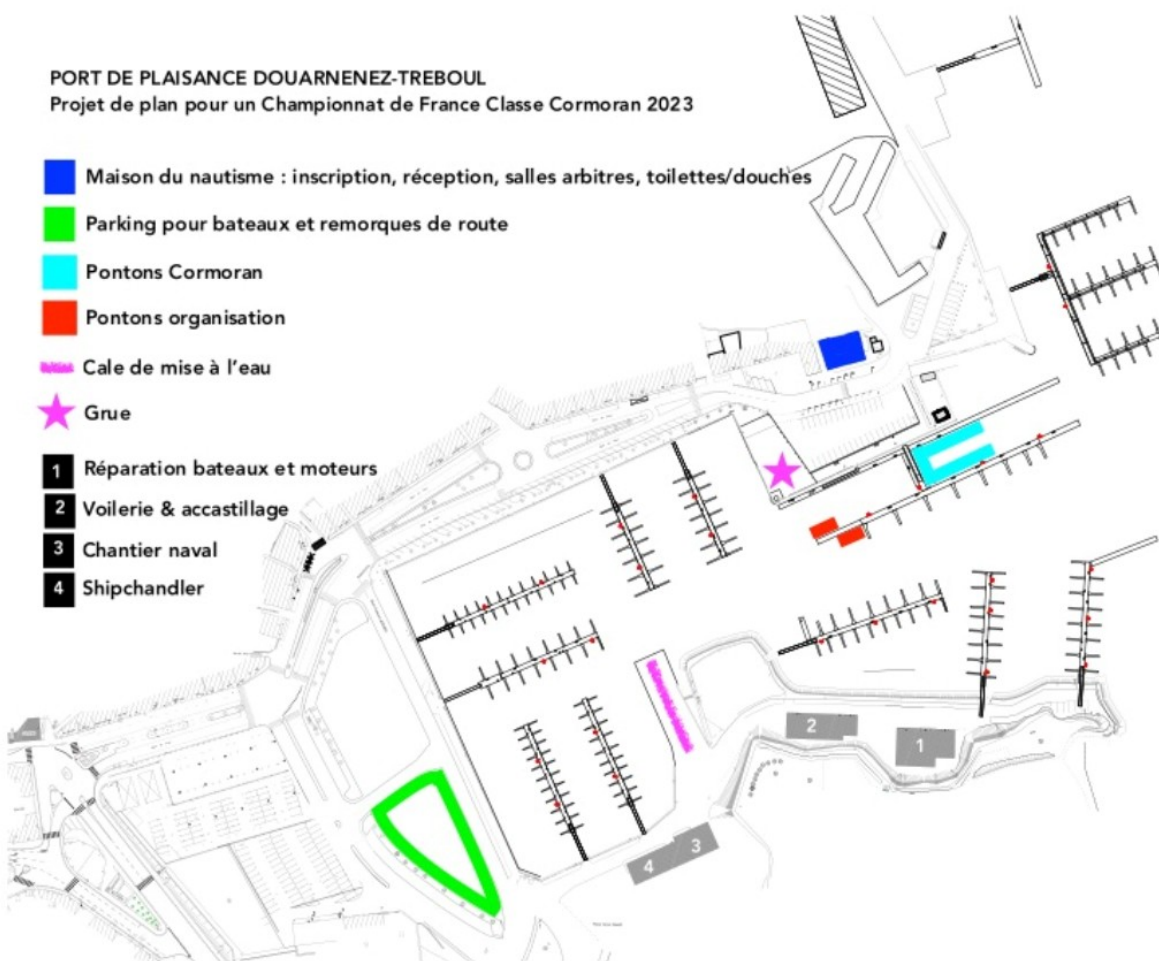 PORT DE PLAISANCE DOUARNENEZ-TREBOUL
Projet de plan pour un Championnat de France Classe Cormoran 2023
Maison du nautisme : inscription, réception, salles arbitres, toilettes/douches
Parking pour bateaux et remorques de route
Pontons Cormoran
Pontons organisation
Cale de mise à l'eau
Grue
1 Réparation bateaux et moteurs
2 Voilerie & accastillage
3 Chantier naval
4 Shipchandler
2
1
3
4